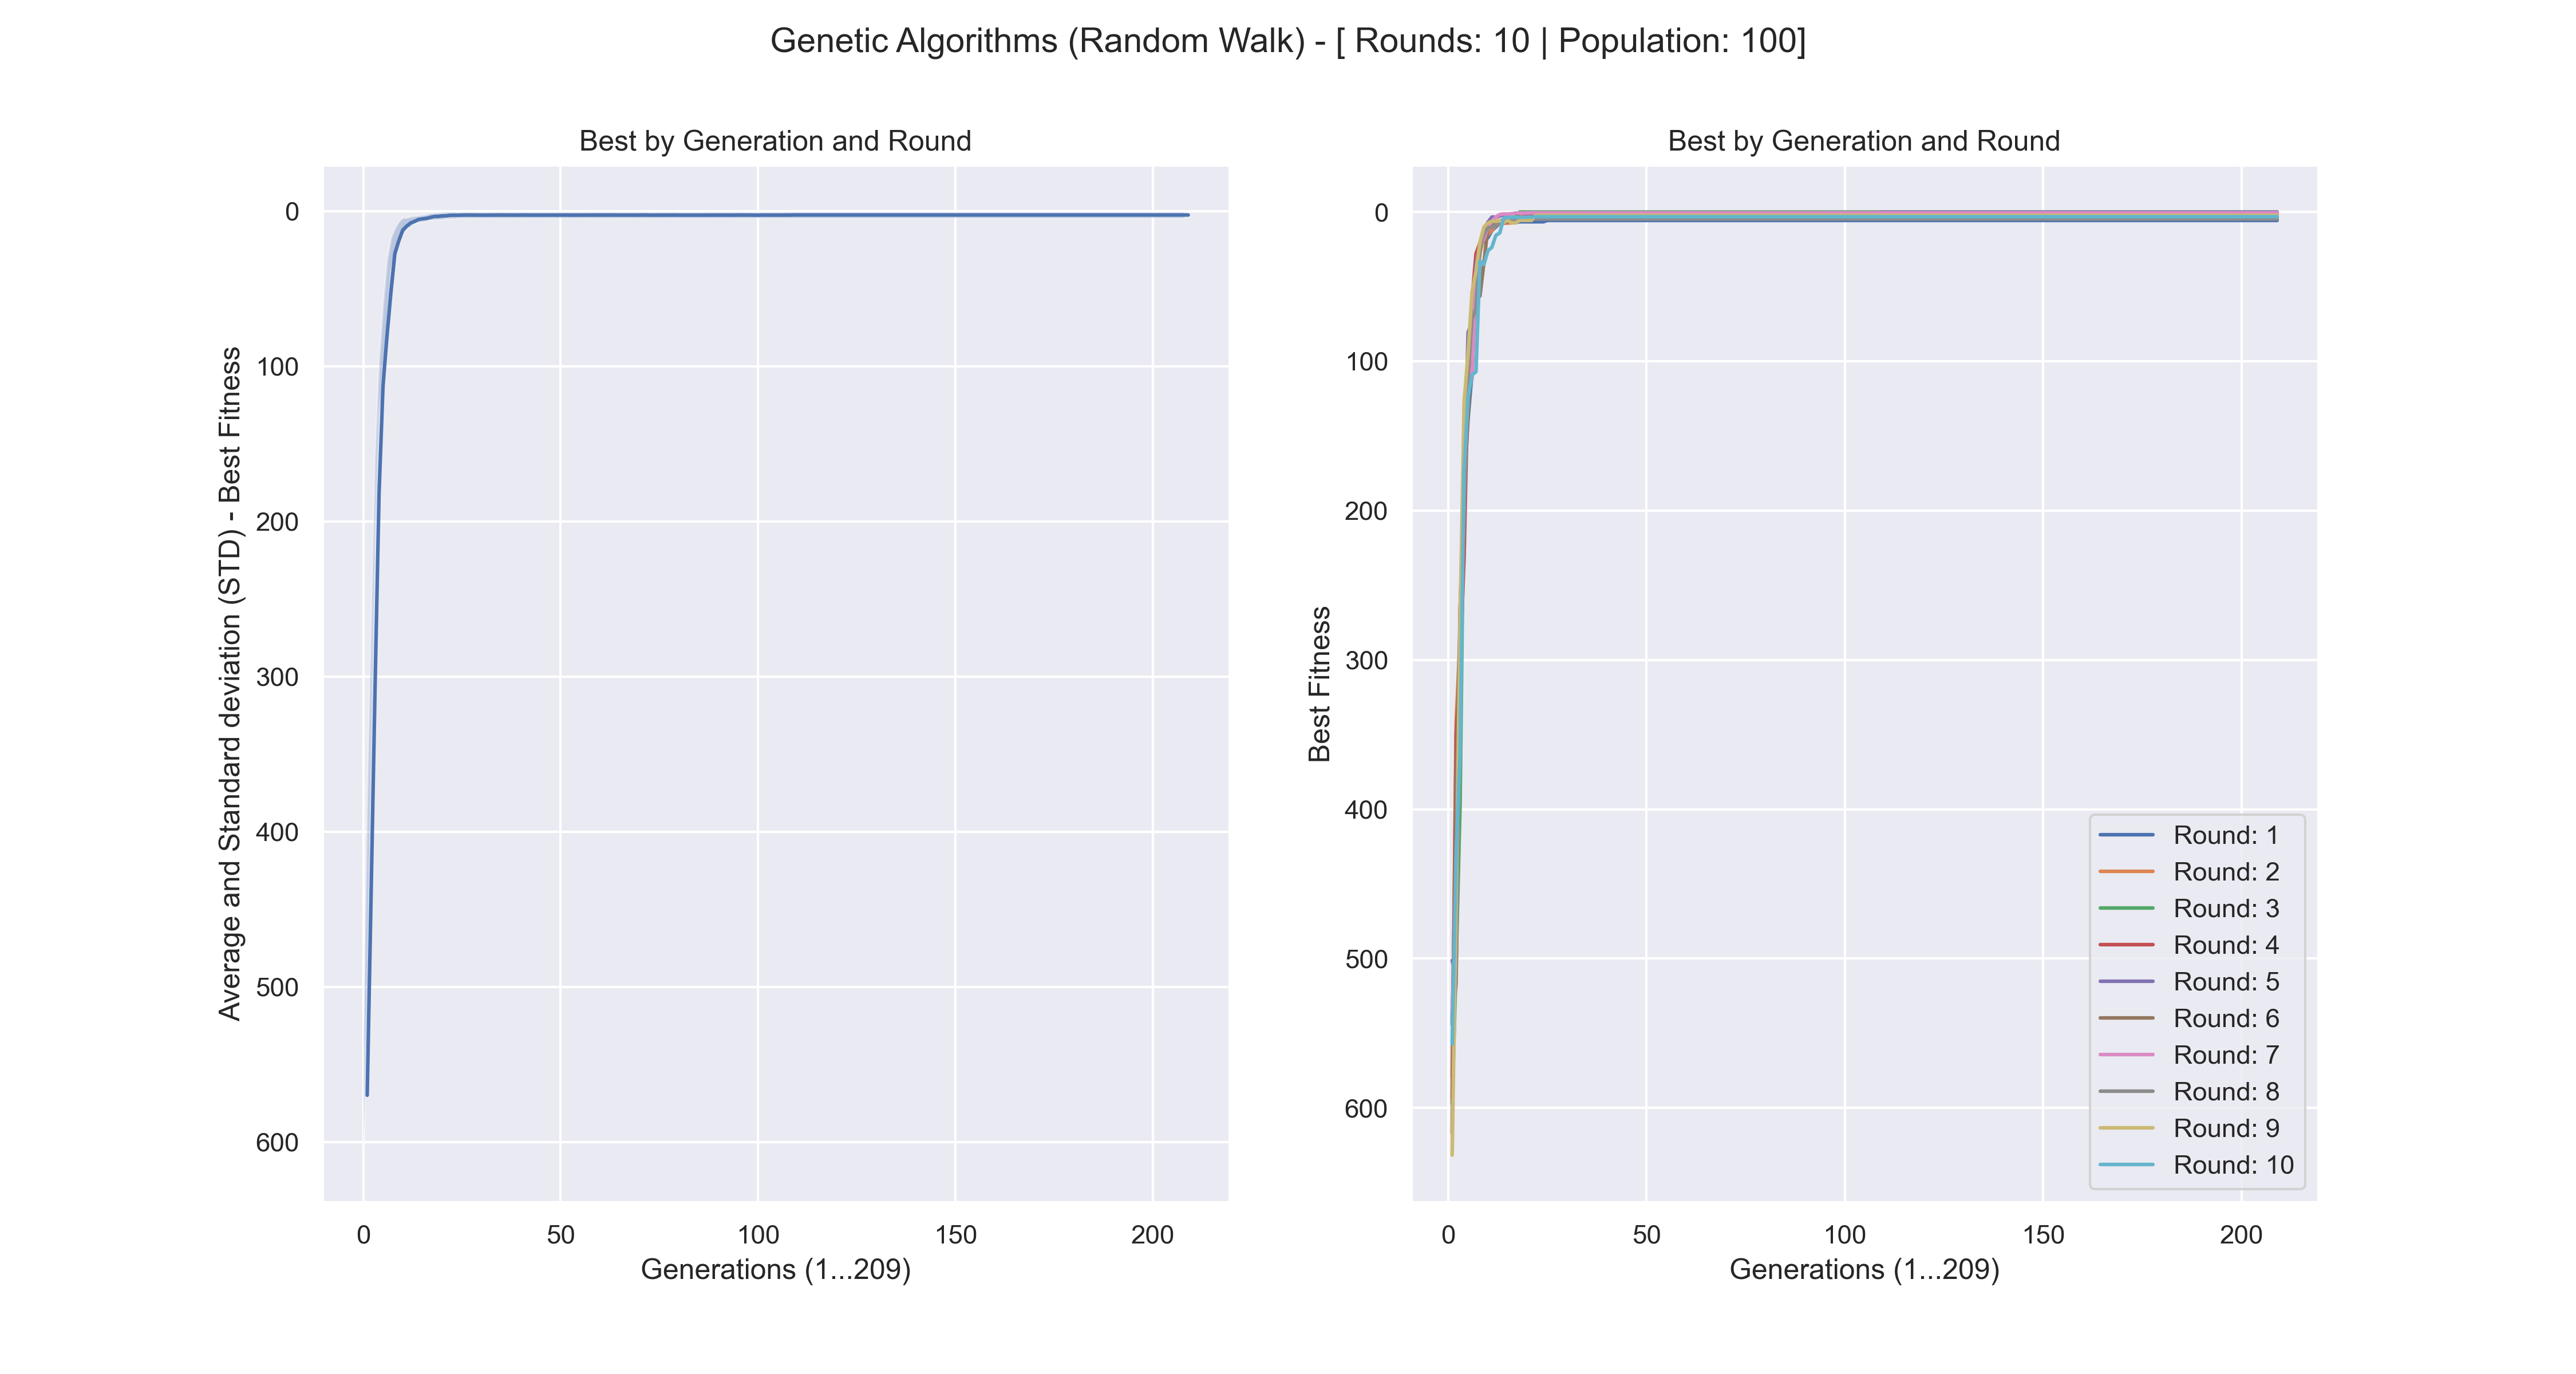 Genetic Algorithms (Random Walk) - [ Rounds: 10 | Population: 100]
Best by Generation and Round
Average and Standard deviation (STD) - Best Fitness
0
100
200
300
400
500
600
0
50
100
150
200
Generations (1...209)
Best by Generation and Round
Best Fitness
0
100
200
300
400
500
600
Round: 1
Round: 2
Round: 3
Round: 4
Round: 5
Round: 6
Round: 7
Round: 8
Round: 9
Round: 10
0
50
100
150
200
Generations (1...209)